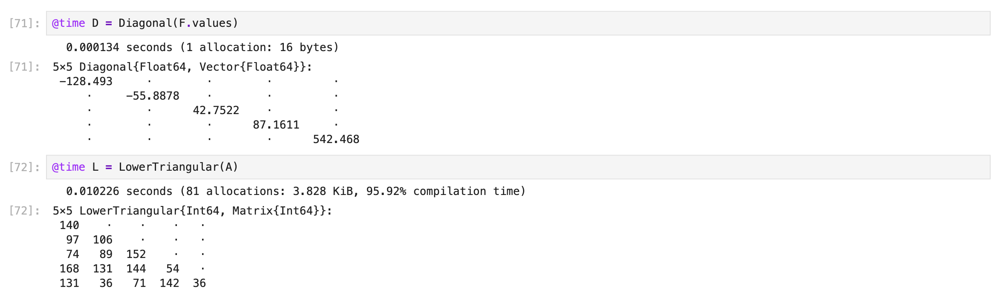 [71]: @time D = Diagonal(F.values)
  0.000134 seconds (1 allocation: 16 bytes)
[71]: 5×5 Diagonal{Float64, Vector{Float64}}:
 −128.493     ⋅        ⋅        ⋅         ⋅
     ⋅     −55.8878    ⋅        ⋅         ⋅
     ⋅        ⋅     42.7522    ⋅         ⋅
     ⋅        ⋅        ⋅     87.1611     ⋅
     ⋅        ⋅        ⋅        ⋅     542.468
[72]: @time L = LowerTriangular(A)
  0.010226 seconds (81 allocations: 3.828 KiB, 95.92% compilation time)
[72]: 5×5 LowerTriangular{Int64, Matrix{Int64}}:
 140    ⋅    ⋅    ⋅   ⋅
  97  106    ⋅    ⋅   ⋅
  74   89  152    ⋅   ⋅
 168  131  144   54   ⋅
 131   36   71  142  36